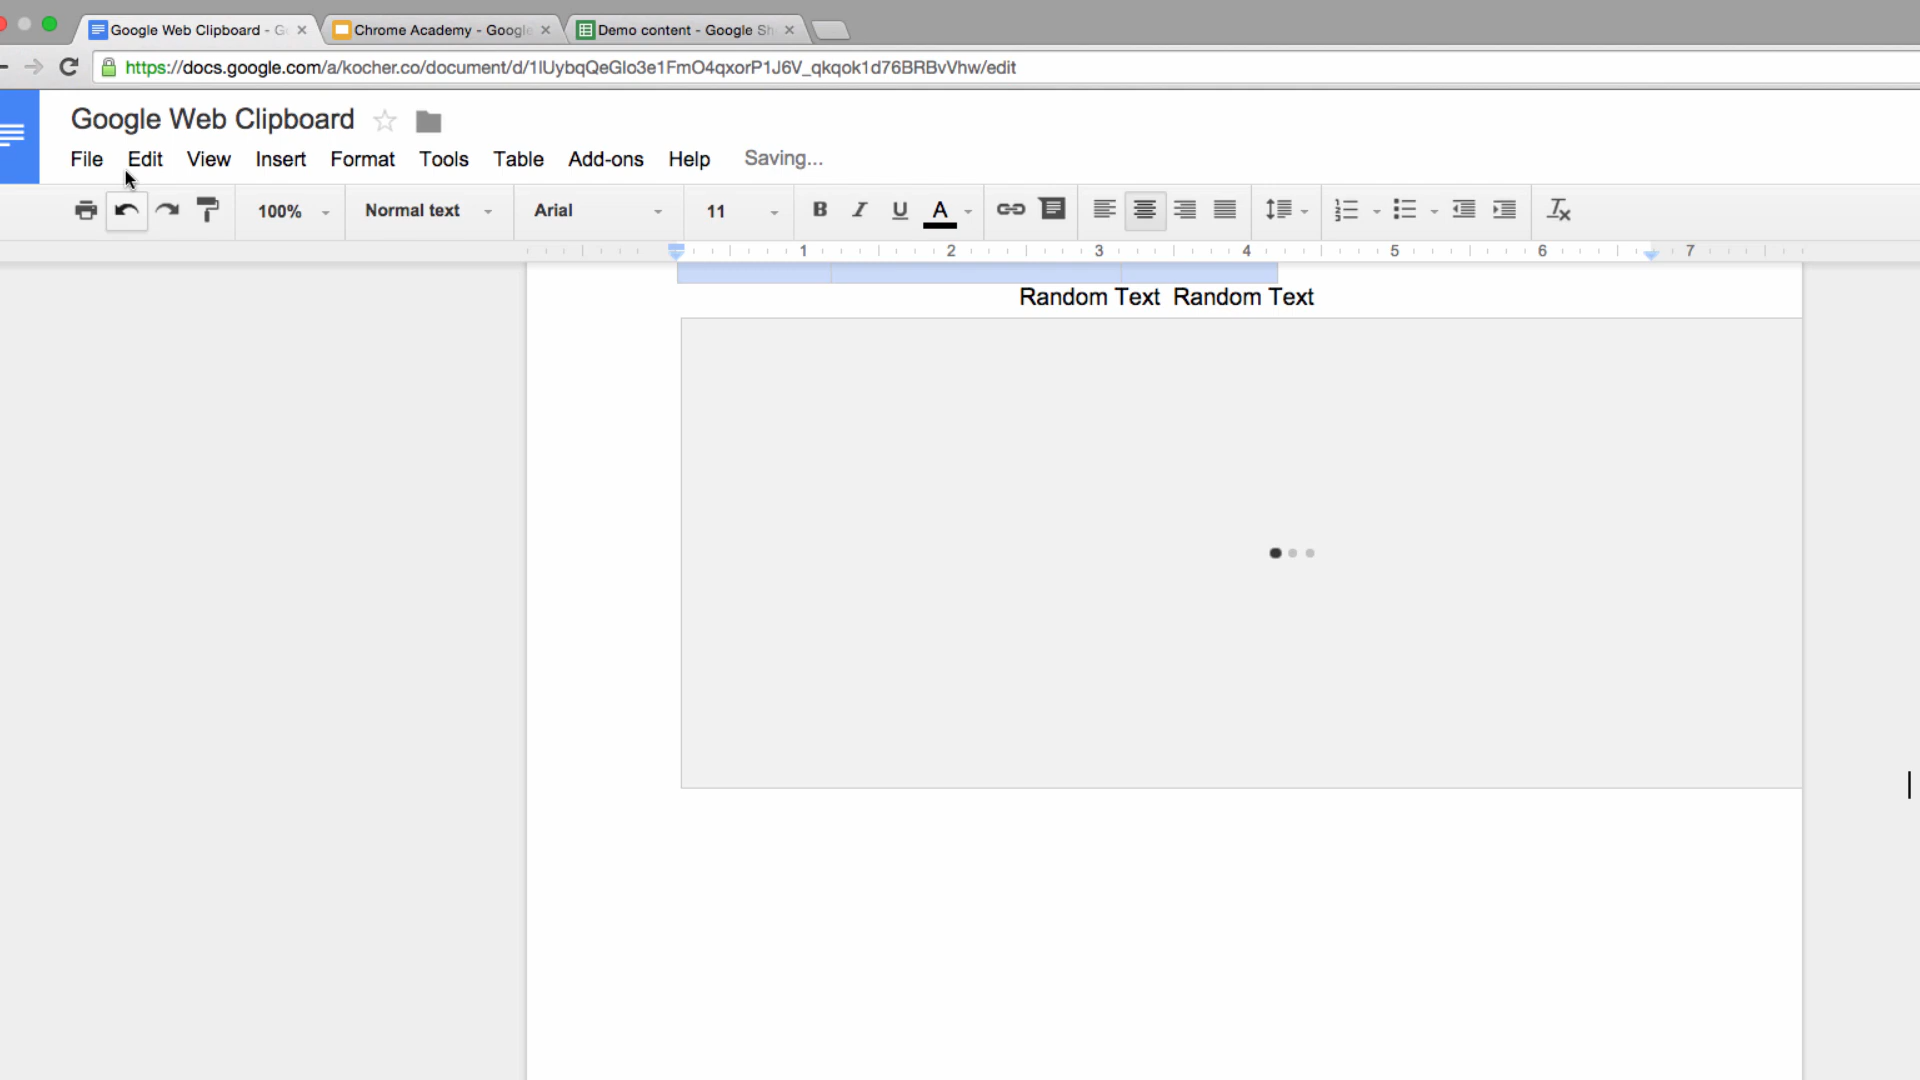 Google Web Clipboard - G
Chrome Academy - Google
Demo content - Google Sh
https://docs.google.com/a/kocher.co/document/d/1lUybqQeGlo3e1FmO4qxorP1J6V_qkqok1d76BRBvVhw/edit
Google Web Clipboard
File Edit View Insert Format Tools Table Add-ons Help Saving...
100% Normal text Arial 11 B I U A
1 2 3 4 5 6 7
Random Text Random Text